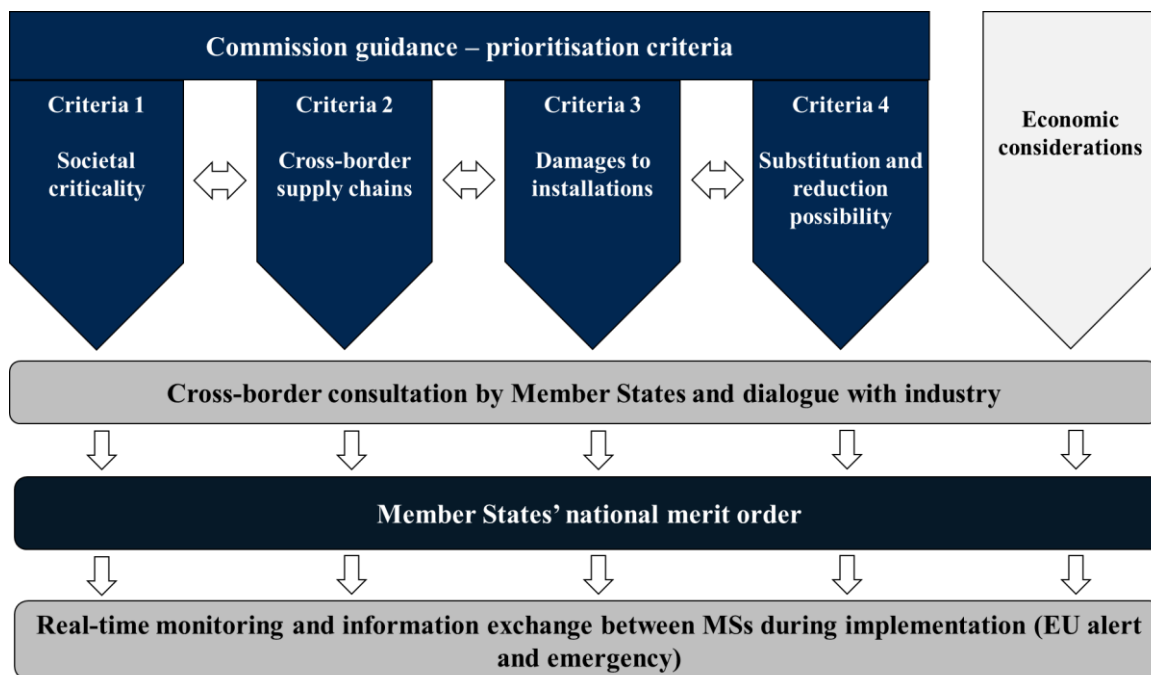 Commission guidance – prioritisation criteria
Criteria 1
Societal
criticality
Criteria 2
Cross-border
supply chains
Criteria 3
Damages to
installations
Criteria 4
Substitution and
reduction
possibility
Economic
considerations
Cross-border consultation by Member States and dialogue with industry
Member States’ national merit order
Real-time monitoring and information exchange between MSs during implementation (EU alert
and emergency)